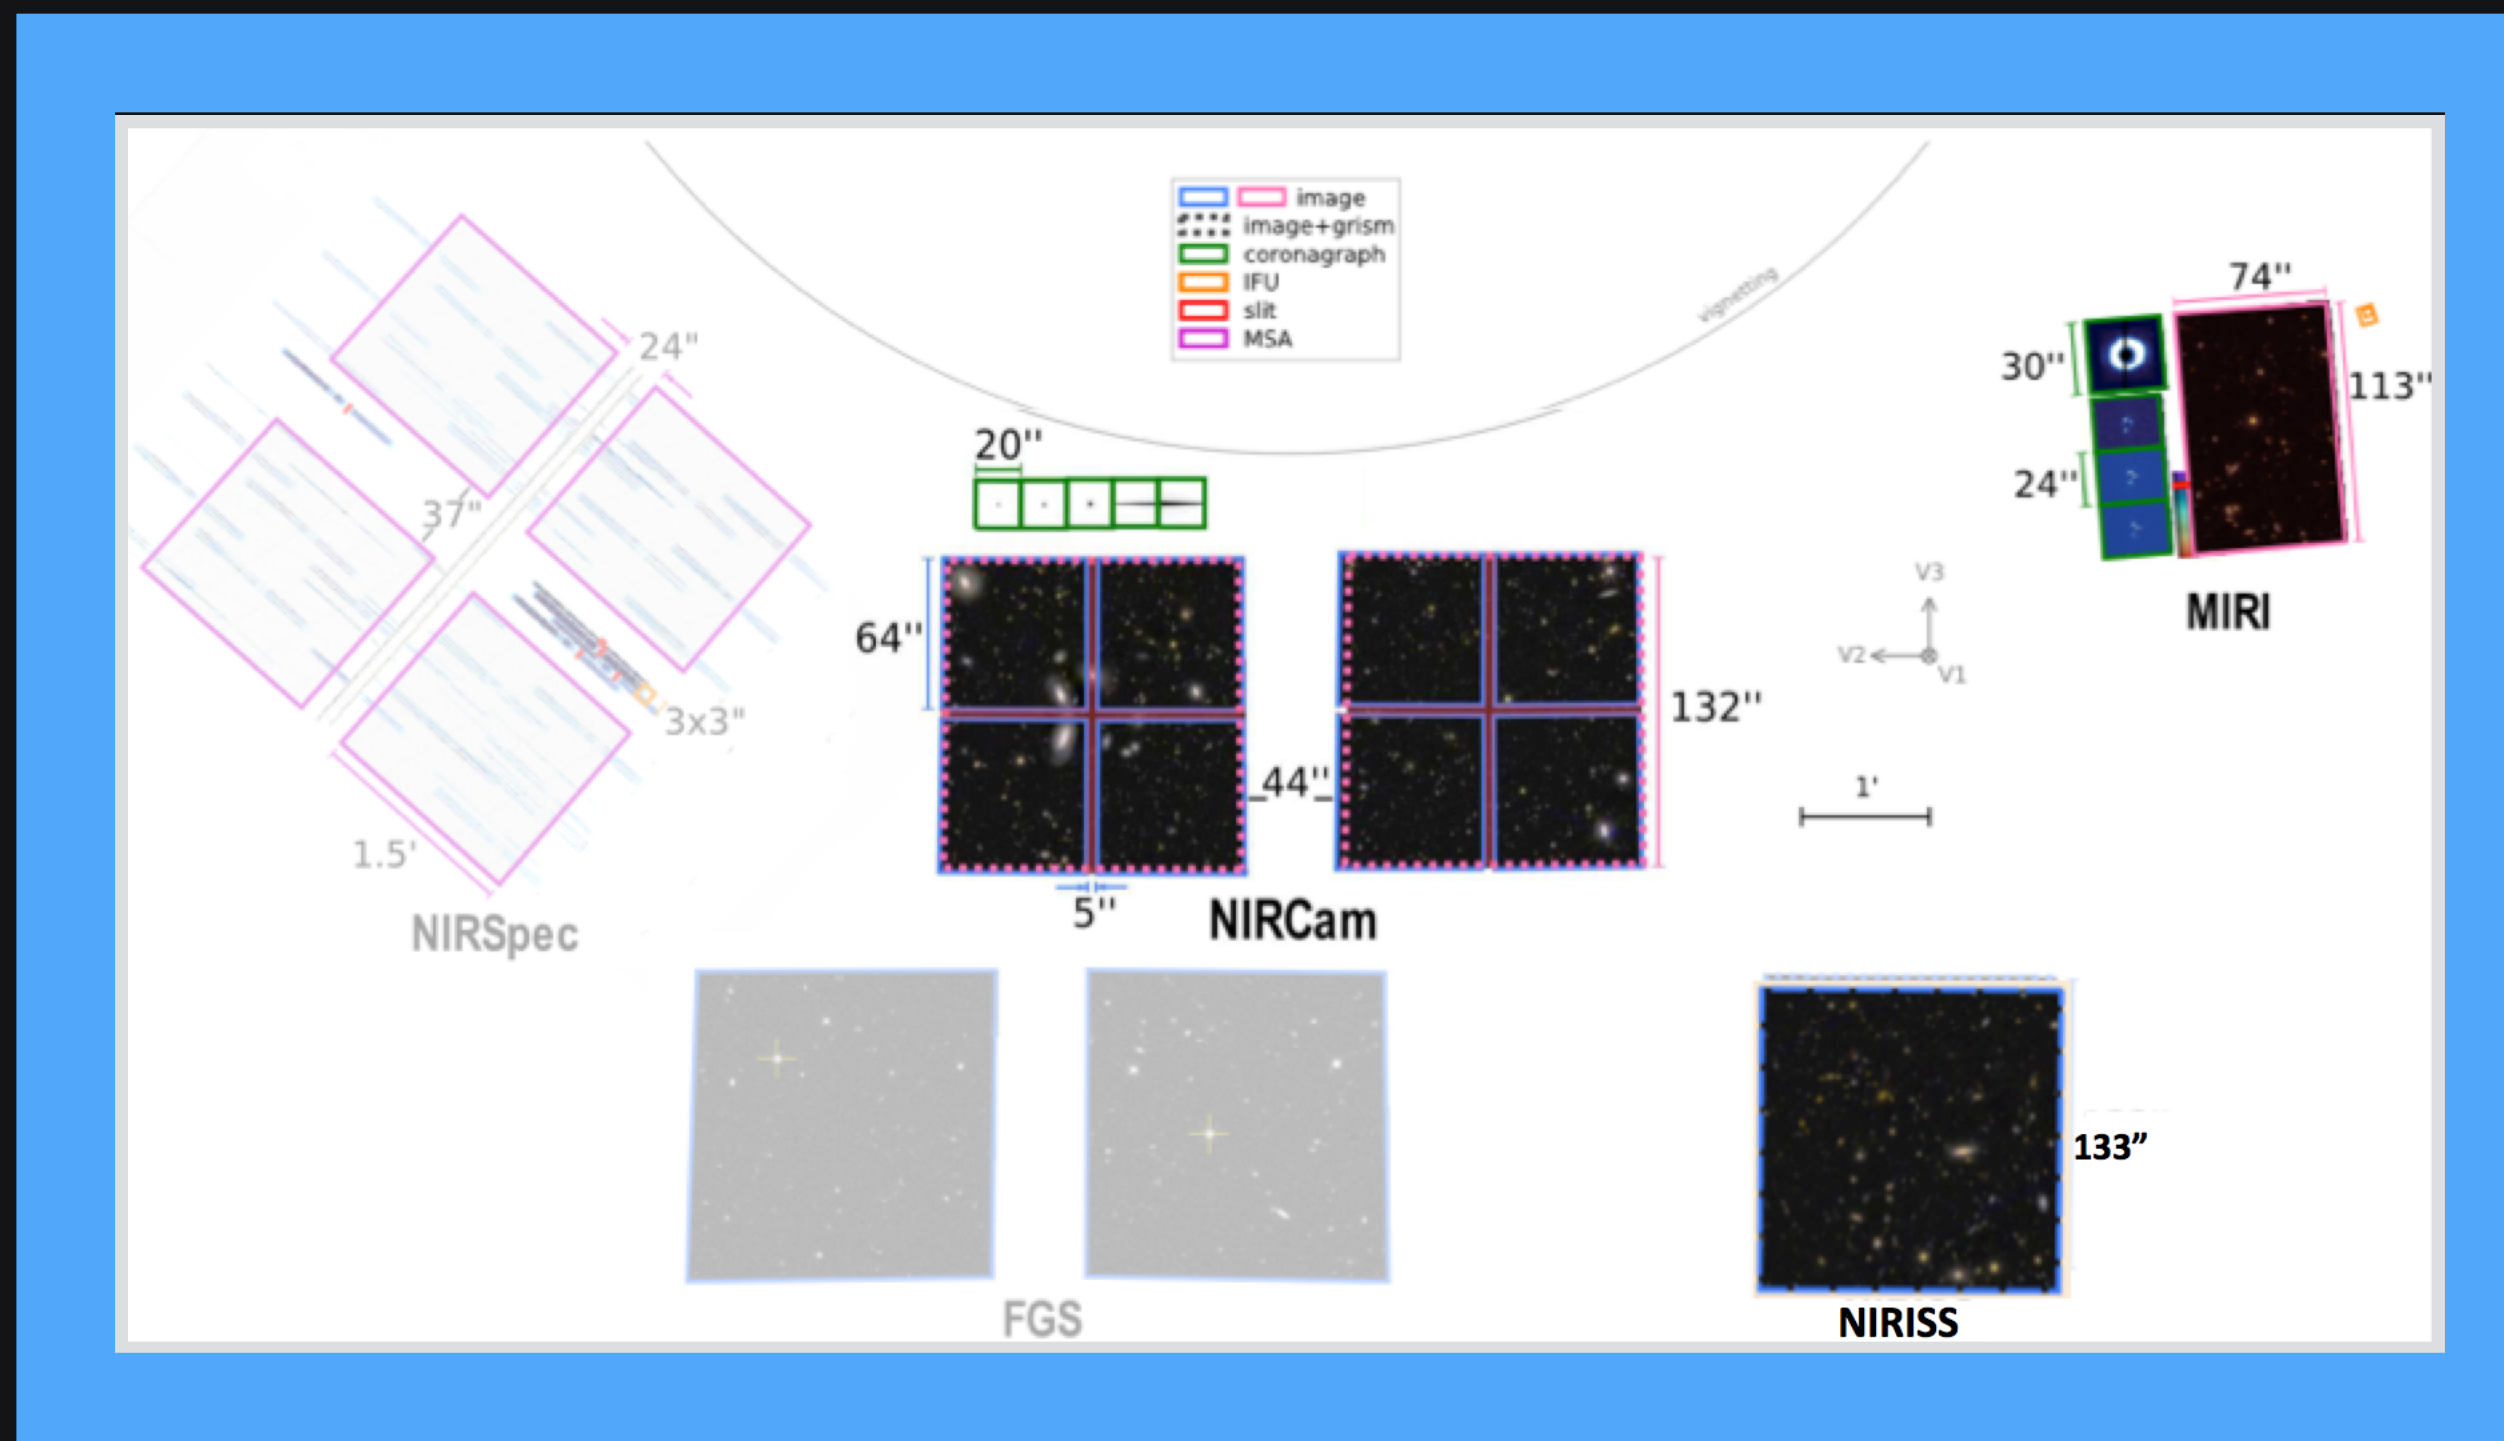 image
image+grism
coronagraph
IFU
slit
MSA
vignetting
24"
37"
3x3"
1.5'
NIRSpec
20"
64"
44"
132"
5"
NIRCam
74"
30"
113"
24"
MIRI
V3
V2
V1
1'
FGS
133”
NIRISS